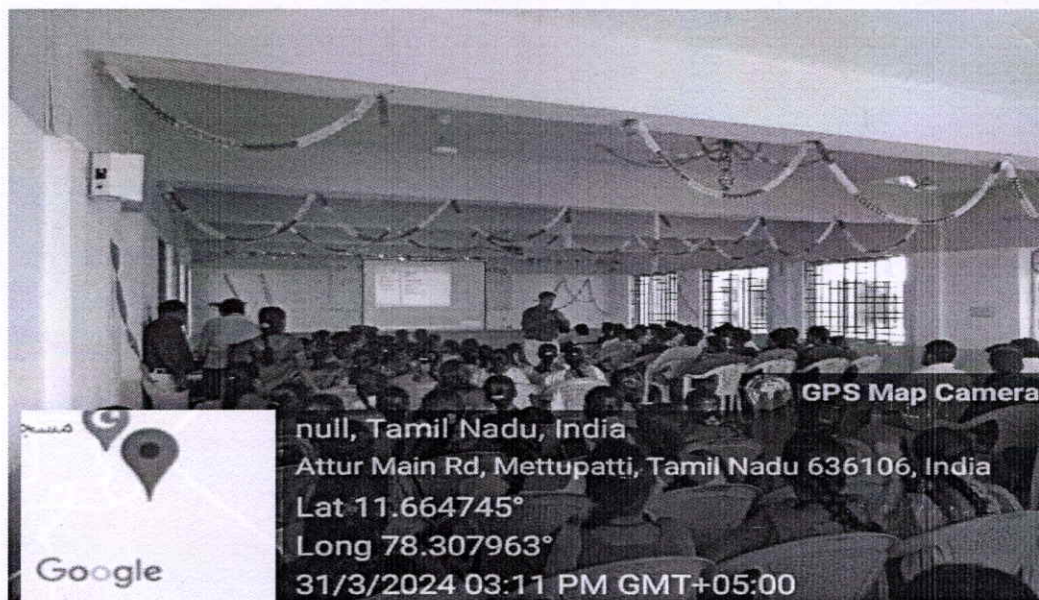 GPS Map Camera
null, Tamil Nadu, India
Attur Main Rd, Mettupatti, Tamil Nadu 636106, India
Lat 11.664745°
Long 78.307963°
31/3/2024 03:11 PM GMT+05:00
مسجد
Google